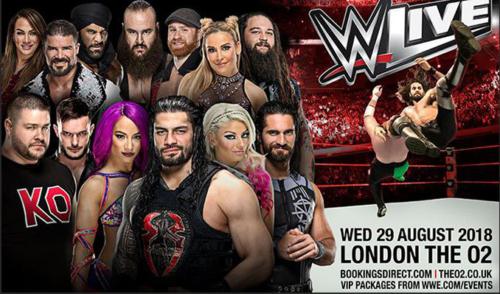 W LIVE
KO
WED 29 AUGUST 2018
LONDON THE O2
BOOKINGSDIRECT.COM | THEO2.CO.UK
VIP PACKAGES FROM WWE.COM/EVENTS